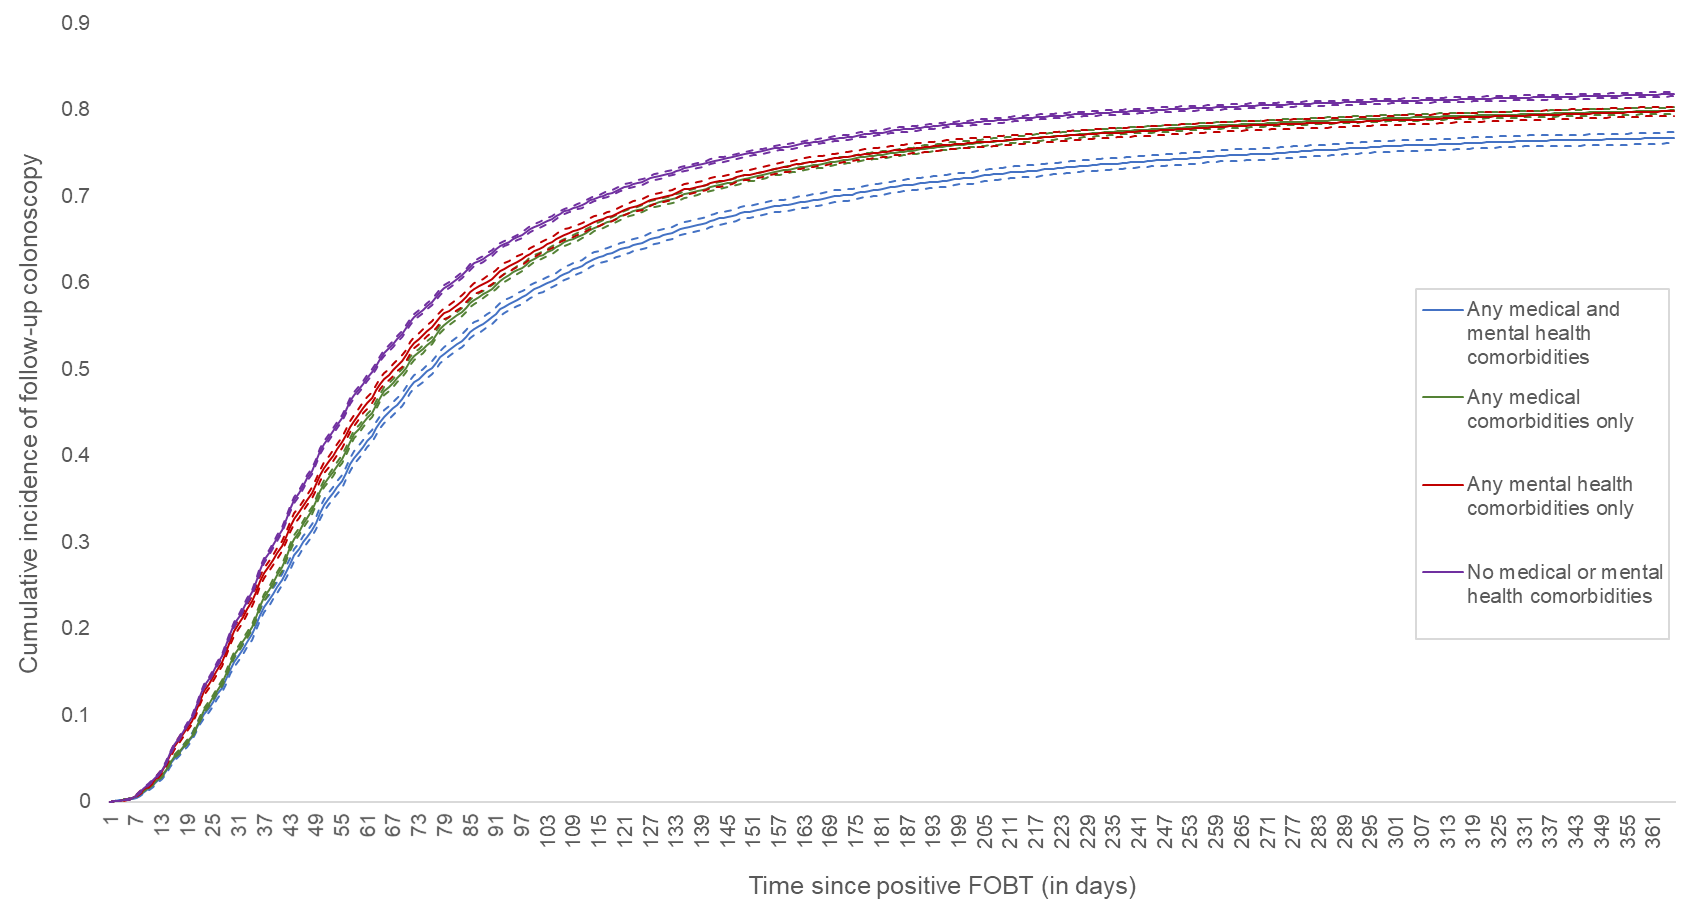 0.9
0.8
0.7
0.6
0.5
0.4
0.3
0.2
0.1
0
Cumulative incidence of follow-up colonoscopy
Any medical and
mental health
comorbidities
Any medical
comorbidities only
Any mental health
comorbidities only
No medical or mental
health comorbidities
1 7 13 19 25 31 37 43 49 55 61 67 73 79 85 91 97 103 109 115 121 127 133 139 145 151 157 163 169 175 181 187 193 199 205 211 217 223 229 235 241 247 253 259 265 271 277 283 289 295 301 307 313 319 325 331 337 343 349 355 361
Time since positive FOBT (in days)